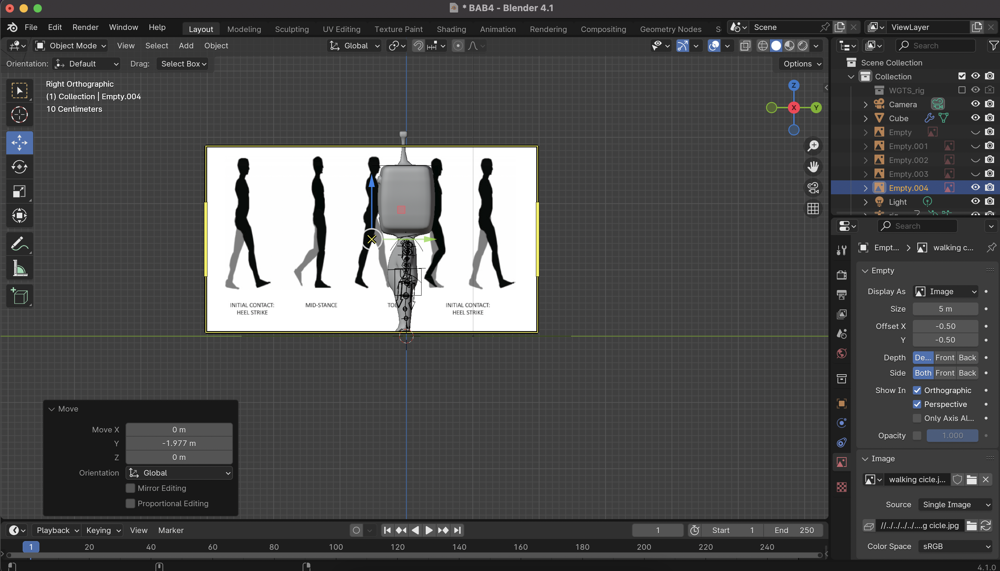 * BAB4 - Blender 4.1
File Edit Render Window Help
Layout Modeling Sculpting UV Editing Texture Paint Shading Animation Rendering Compositing Geometry Nodes
Scene
ViewLayer
Object Mode View Select Add Object
Global
Search
Orientation: Default Drag: Select Box
Options
Right Orthographic
(1) Collection | Empty.004
10 Centimeters
Z
X
Y
Scene Collection
Collection
WGTS_rig
Camera
Cube
Empty
Empty.001
Empty.002
Empty.003
Empty.004
Light
Search
Empt... > walking c...
Empty
Display As Image
Size 5 m
Offset X -0.50
Y -0.50
Depth De... Front Back
Side Both Front Back
Show In Orthographic
Perspective
Only Axis Al...
Opacity 1.000
Image
walking cicle.j...
Source Single Image
//../../../../....g cicle.jpg
Color Space sRGB
INITIAL CONTACT:
HEEL STRIKE
MID-STANCE
INITIAL CONTACT:
HEEL STRIKE
Move
Move X 0 m
Y -1.977 m
Z 0 m
Orientation Global
Mirror Editing
Proportional Editing
Playback Keying View Marker
1
Start 1
End 250
1 20 40 60 80 100 120 140 160 180 200 220 240
4.1.0